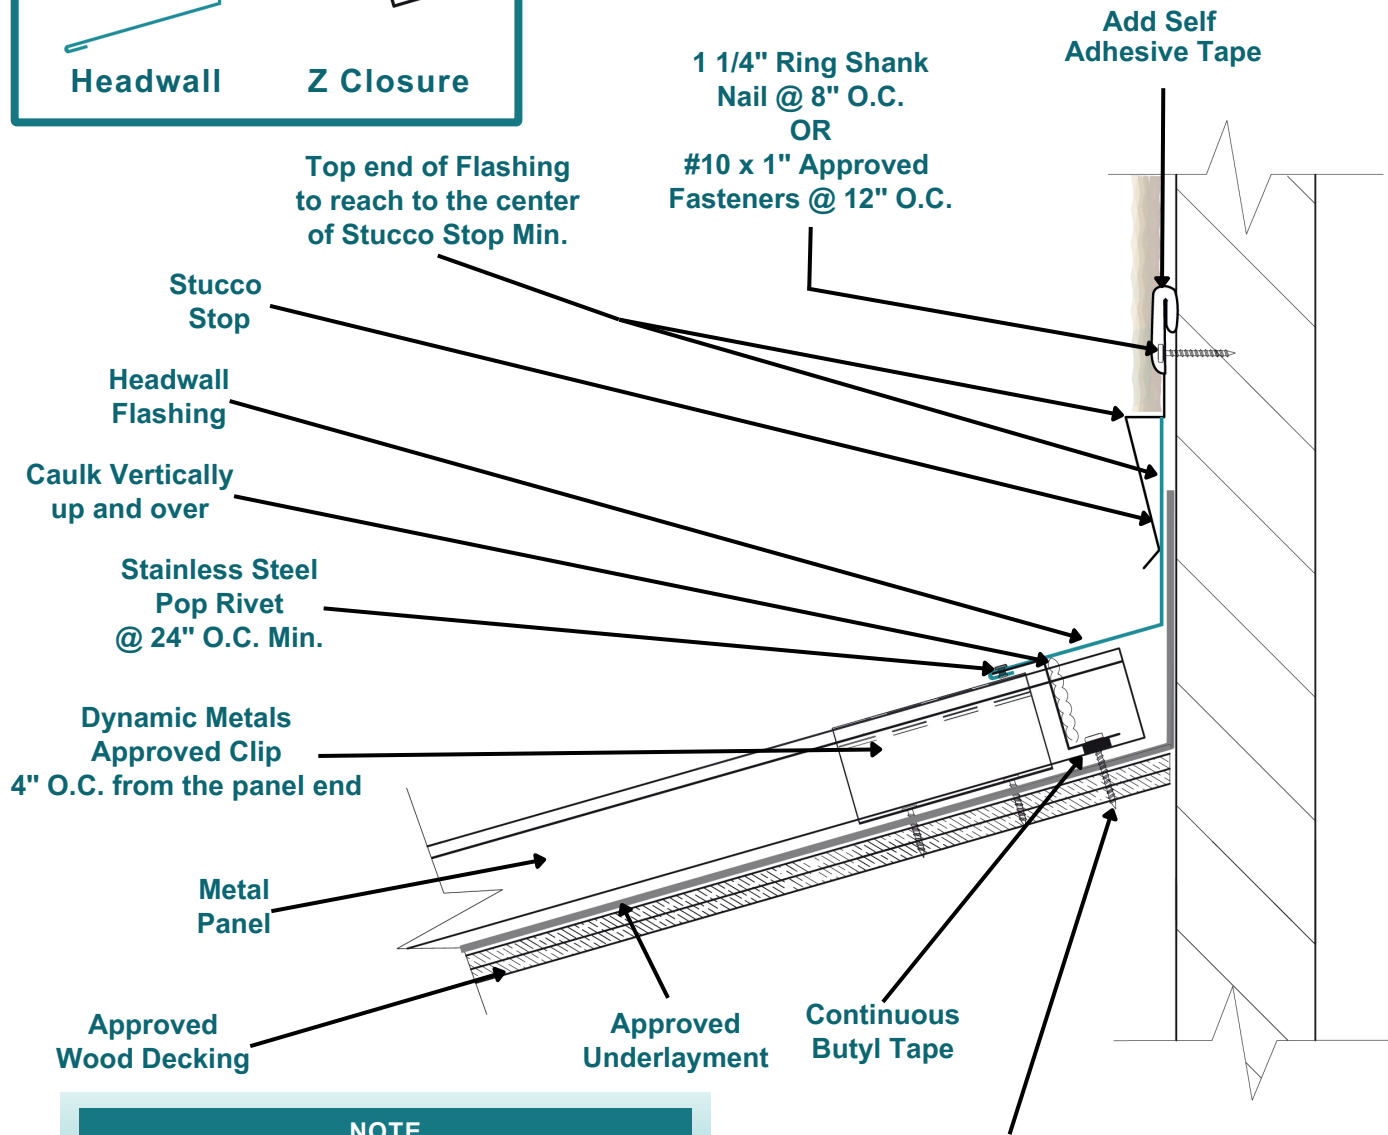 Headwall
Z Closure
Add Self
Adhesive Tape
1 1/4" Ring Shank
Nail @ 8" O.C.
OR
#10 x 1" Approved
Fasteners @ 12" O.C.
Top end of Flashing
to reach to the center
of Stucco Stop Min.
Stucco
Stop
Headwall
Flashing
Caulk Vertically
up and over
Stainless Steel
Pop Rivet
@ 24" O.C. Min.
Dynamic Metals
Approved Clip
4" O.C. from the panel end
Metal
Panel
Approved
Wood Decking
Approved
Underlayment
Continuous
Butyl Tape
NOTE